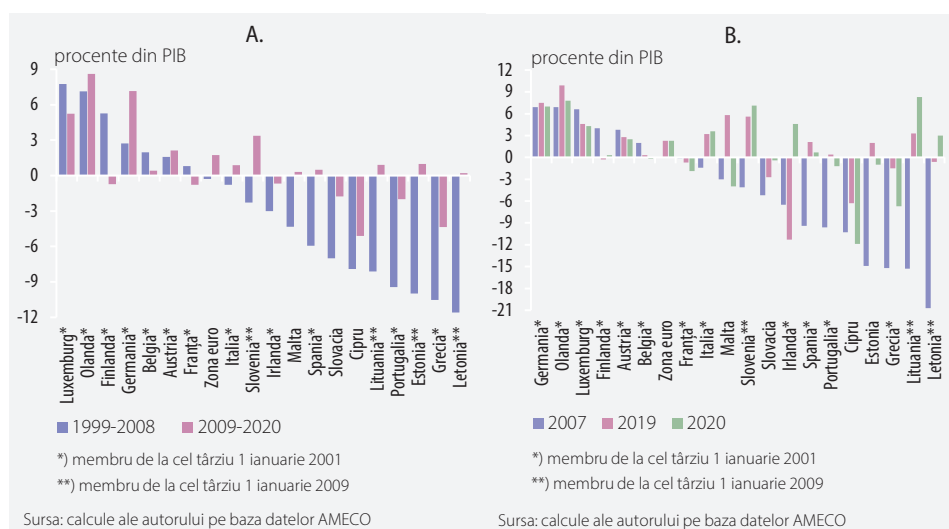 A.
procente din PIB
9
6
3
0
-3
-6
-9
-12
Luxemburg*
Olanda*
Finlanda*
Germania*
Belgia*
Austria*
Franța*
Zona euro
Italia*
Slovenia**
Irlanda*
Malta
Spania*
Slovacia
Cipru
Lituania**
Portugalia*
Estonia**
Grecia*
Letonia**
1999-2008
2009-2020
*) membru de la cel târziu 1 ianuarie 2001
**) membru de la cel târziu 1 ianuarie 2009
Sursa: calcule ale autorului pe baza datelor AMECO
B.
procente din PIB
12
9
6
3
0
-3
-6
-9
-12
-15
-18
-21
Germania*
Olanda*
Luxemburg*
Finlanda*
Austria*
Belgia*
Zona euro
Franța*
Italia*
Malta
Slovenia**
Slovacia
Irlanda*
Spania*
Portugalia*
Cipru
Estonia
Grecia*
Lituania**
Letonia**
2007
2019
2020
*) membru de la cel târziu 1 ianuarie 2001
**) membru de la cel târziu 1 ianuarie 2009
Sursa: calcule ale autorului pe baza datelor AMECO